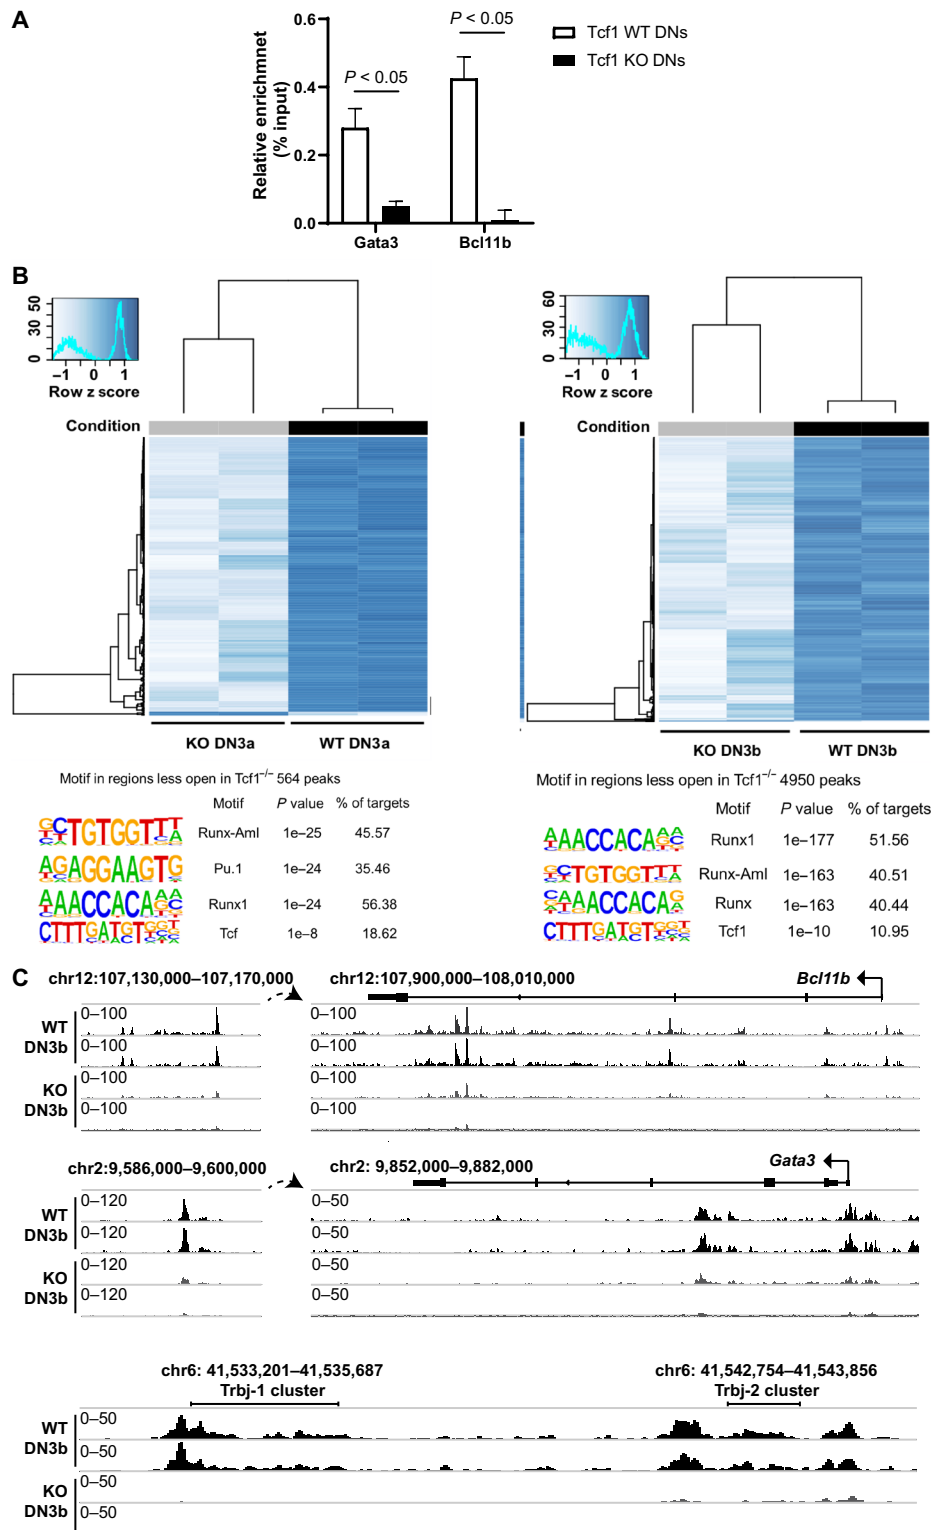 A
Relative enrichmnet
(% input)
0.6
0.4
0.2
0.0
P < 0.05
P < 0.05
Gata3
Bcl11b
Tcf1 WT DNs
Tcf1 KO DNs
B
50
30
0
−1 0 1
Row z score
Condition
KO DN3a
WT DN3a
60
30
0
−1 0 1
Row z score
Condition
KO DN3b
WT DN3b
Motif in regions less open in Tcf1−/− 564 peaks
Motif P value % of targets
Runx-Aml 1e−25 45.57
Pu.1 1e−24 35.46
Runx1 1e−24 56.38
Tcf 1e−8 18.62
Motif in regions less open in Tcf1−/− 4950 peaks
Motif P value % of targets
Runx1 1e−177 51.56
Runx-Aml 1e−163 40.51
Runx 1e−163 40.44
Tcf1 1e−10 10.95
C
chr12:107,130,000–107,170,000
chr12:107,900,000–108,010,000
Bcl11b
WT
DN3b
KO
DN3b
0–100
0–100
0–100
0–100
0–100
0–100
0–100
0–100
chr2:9,586,000–9,600,000
chr2: 9,852,000–9,882,000
Gata3
WT
DN3b
KO
DN3b
0–120
0–120
0–120
0–120
0–50
0–50
0–50
0–50
chr6: 41,533,201–41,535,687
Trbj-1 cluster
chr6: 41,542,754–41,543,856
Trbj-2 cluster
WT
DN3b
KO
DN3b
0–50
0–50
0–50
0–50